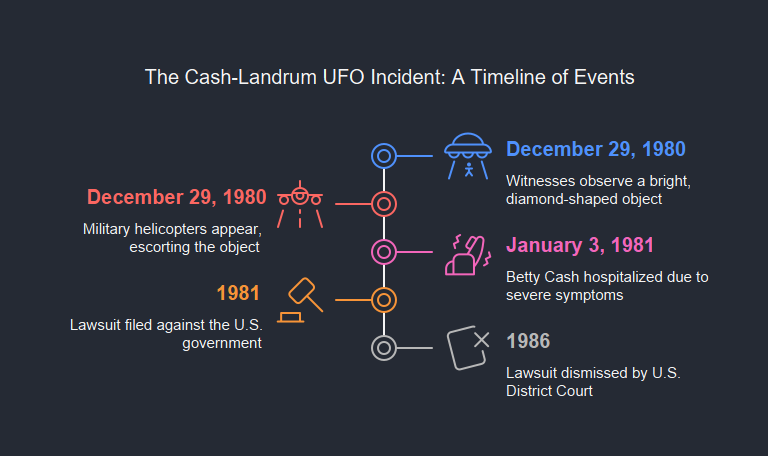 The Cash-Landrum UFO Incident: A Timeline of Events
December 29, 1980
Witnesses observe a bright,
diamond-shaped object
December 29, 1980
Military helicopters appear,
escorting the object
January 3, 1981
Betty Cash hospitalized due to
severe symptoms
1981
Lawsuit filed against the U.S.
government
1986
Lawsuit dismissed by U.S.
District Court